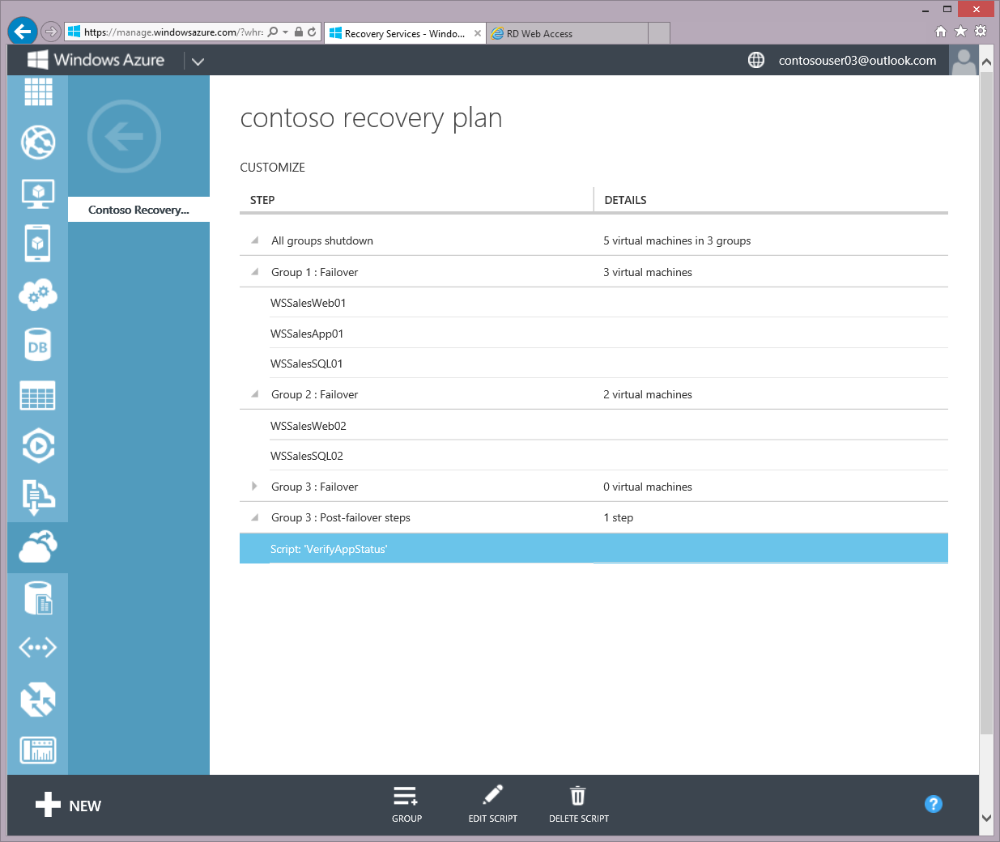 https://manage.windowsazure.com/?whr=
Recovery Services - Windo...
RD Web Access
Windows Azure
contosouser03@outlook.com
Contoso Recovery...
contoso recovery plan
CUSTOMIZE
STEP DETAILS
All groups shutdown 5 virtual machines in 3 groups
Group 1 : Failover 3 virtual machines
WSSalesWeb01
WSSalesApp01
WSSalesSQL01
Group 2 : Failover 2 virtual machines
WSSalesWeb02
WSSalesSQL02
Group 3 : Failover 0 virtual machines
Group 3 : Post-failover steps 1 step
Script: 'VerifyAppStatus'
DB
NEW
GROUP
EDIT SCRIPT
DELETE SCRIPT
?